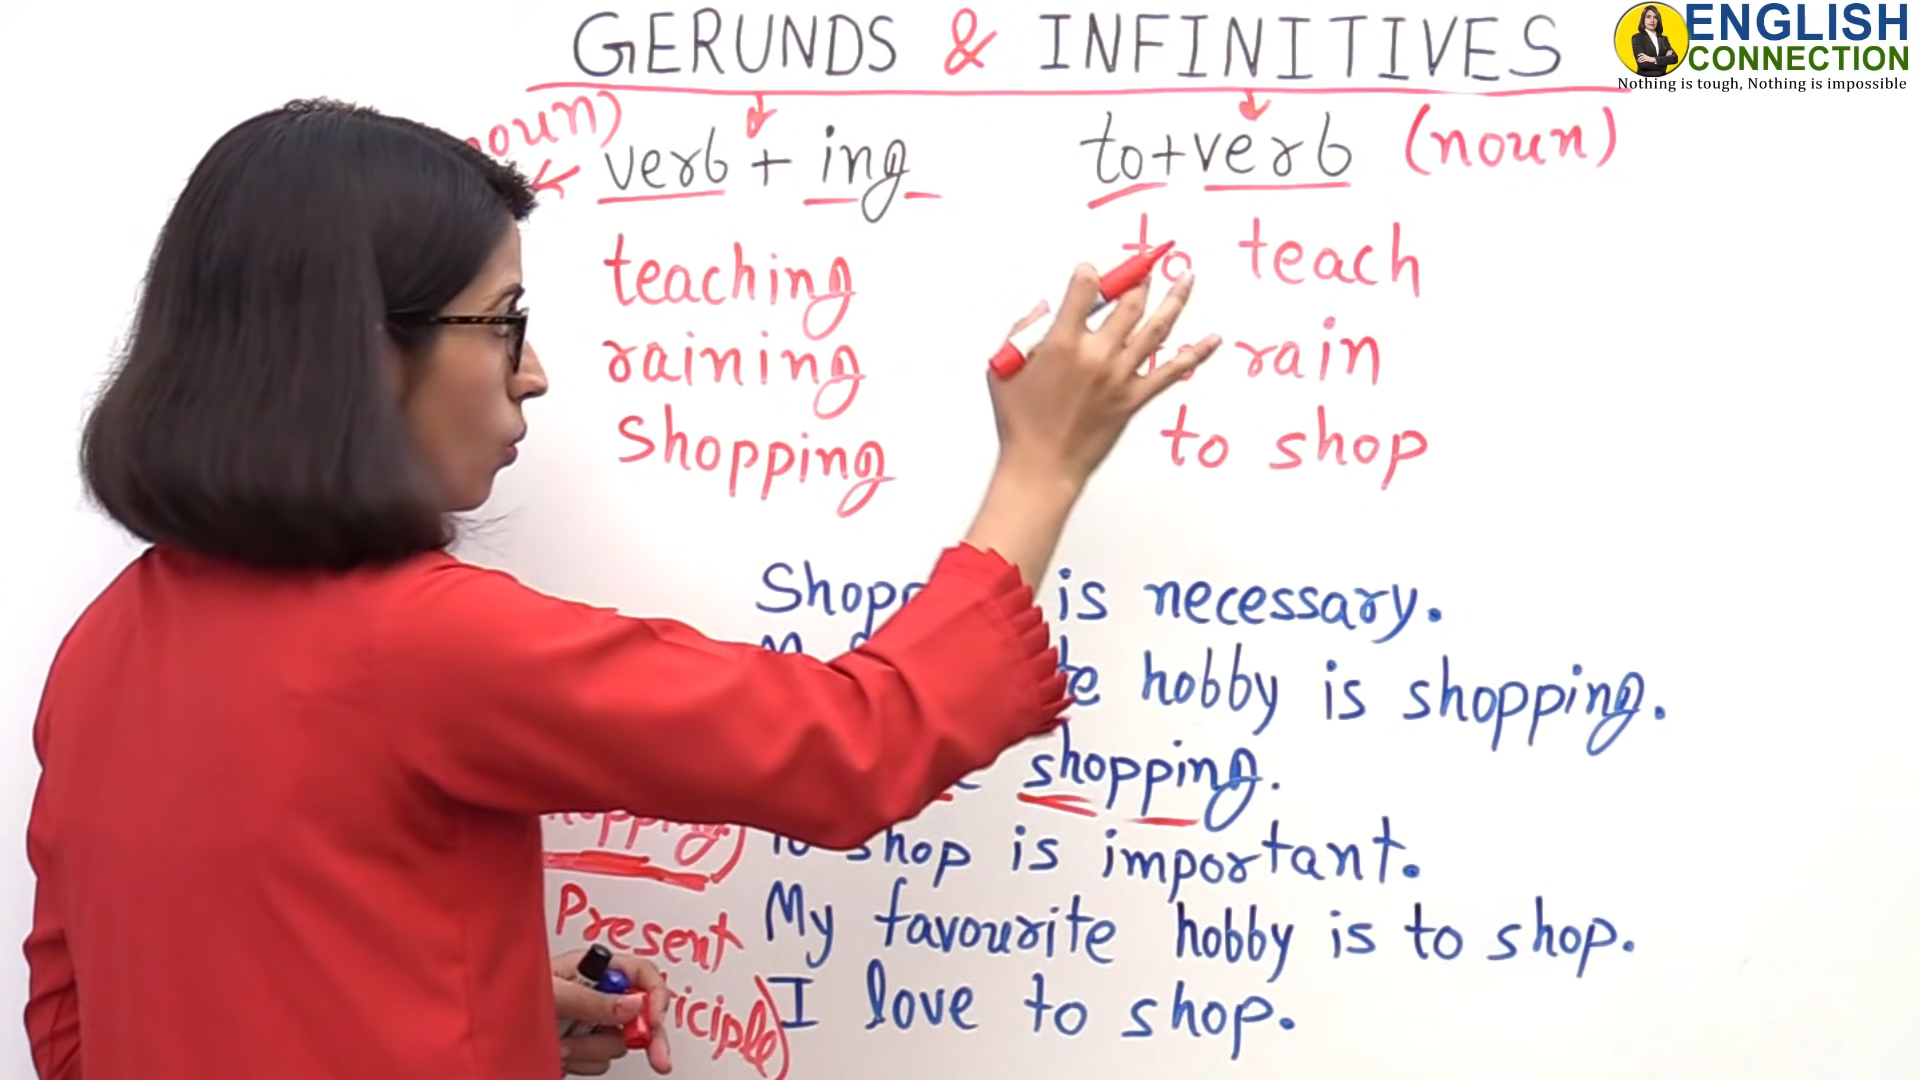 GERUNDS & INFINITIVES
ENGLISH
CONNECTION
Nothing is tough, Nothing is impossible
verb + ing
to+verb (noun)
teaching
to teach
raining
rain
Shopping
to shop
is necessary.
hobby is shopping.
shopping.
shop is important.
Present
My favourite hobby is to shop.
I love to shop.